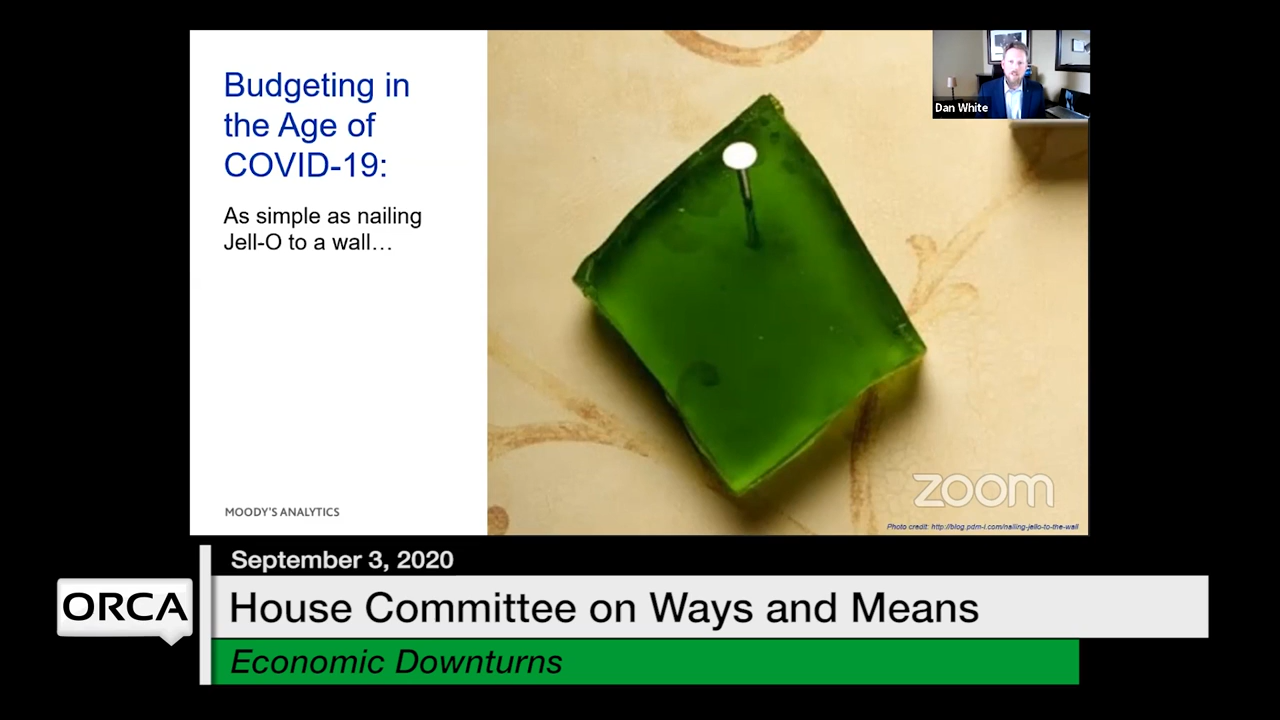 Budgeting in
the Age of
COVID-19:
As simple as nailing
Jell-O to a wall…
MOODY'S ANALYTICS
Dan White
zoom
Photo credit: http://blog.pdm-i.com/nailing-jello-to-the-wall
September 3, 2020
ORCA
House Committee on Ways and Means
Economic Downturns